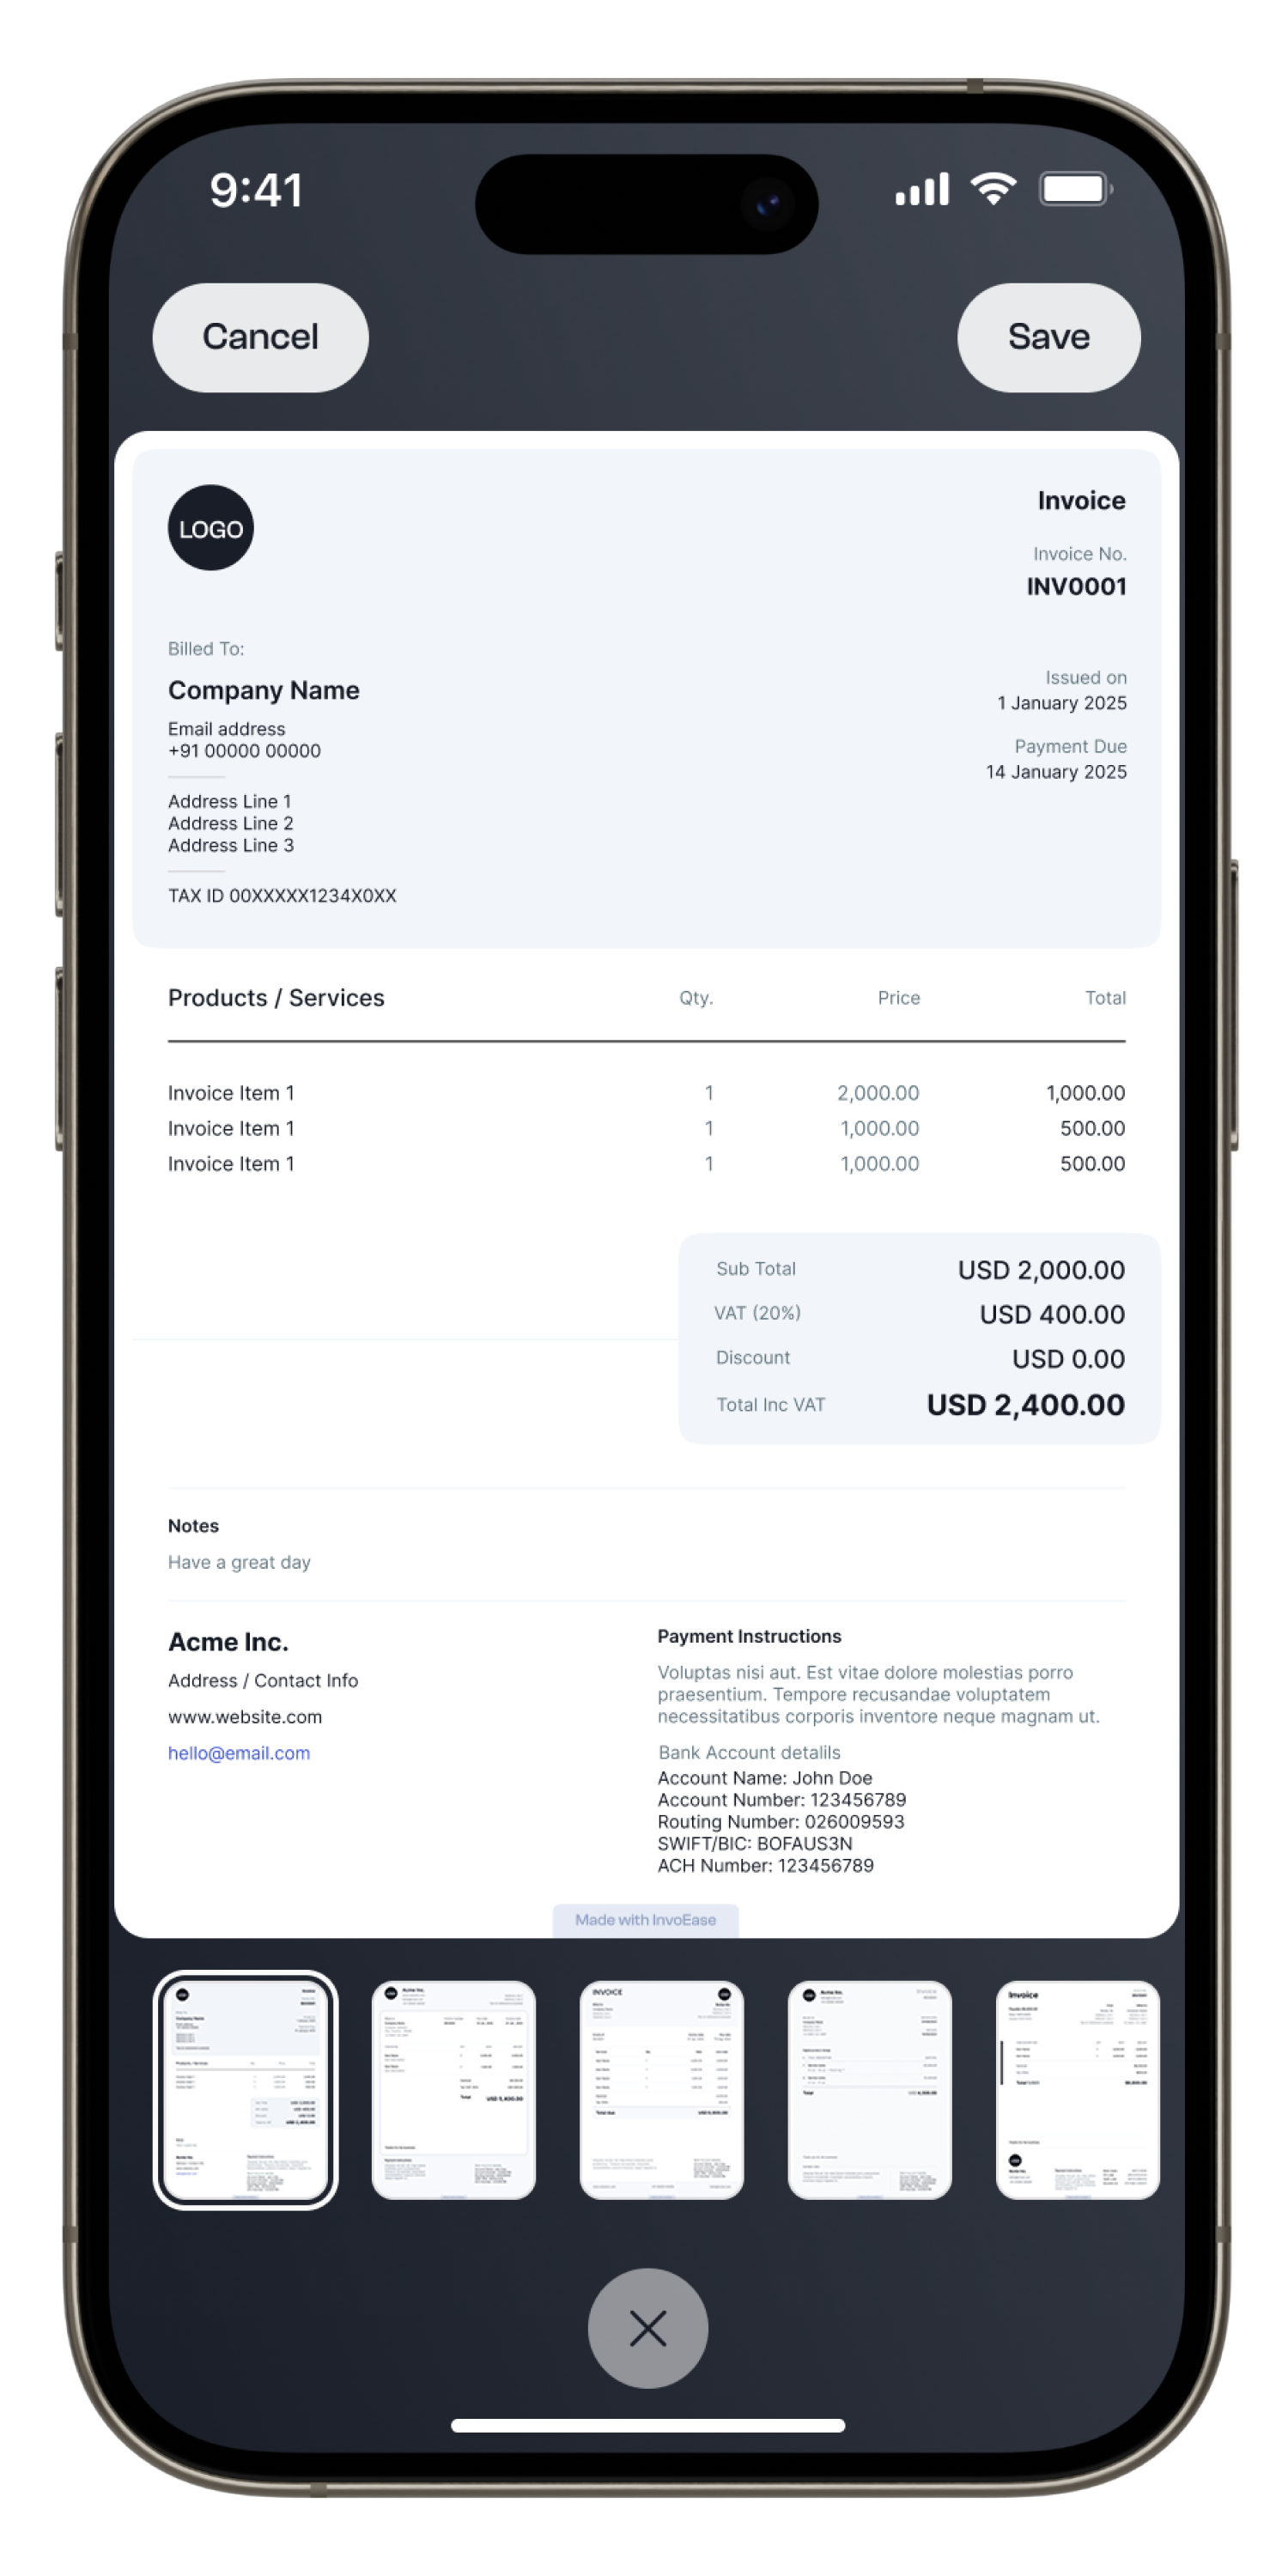 9:41
Cancel
Save
LOGO
Invoice
Invoice No.
INV0001
Billed To:
Company Name
Email address
+91 00000 00000
Address Line 1
Address Line 2
Address Line 3
TAX ID 00XXXXX1234X0XX
Issued on
1 January 2025
Payment Due
14 January 2025
Products / Services Qty. Price Total
Invoice Item 1 1 2,000.00 1,000.00
Invoice Item 1 1 1,000.00 500.00
Invoice Item 1 1 1,000.00 500.00
Sub Total USD 2,000.00
VAT (20%) USD 400.00
Discount USD 0.00
Total Inc VAT USD 2,400.00
Notes
Have a great day
Acme Inc.
Address / Contact Info
www.website.com
hello@email.com
Payment Instructions
Voluptas nisi aut. Est vitae dolore molestias porro
praesentium. Tempore recusandae voluptatem
necessitatibus corporis inventore neque magnam ut.
Bank Account detalils
Account Name: John Doe
Account Number: 123456789
Routing Number: 026009593
SWIFT/BIC: BOFAUS3N
ACH Number: 123456789
Made with InvoEase
INVOICE
Invoice